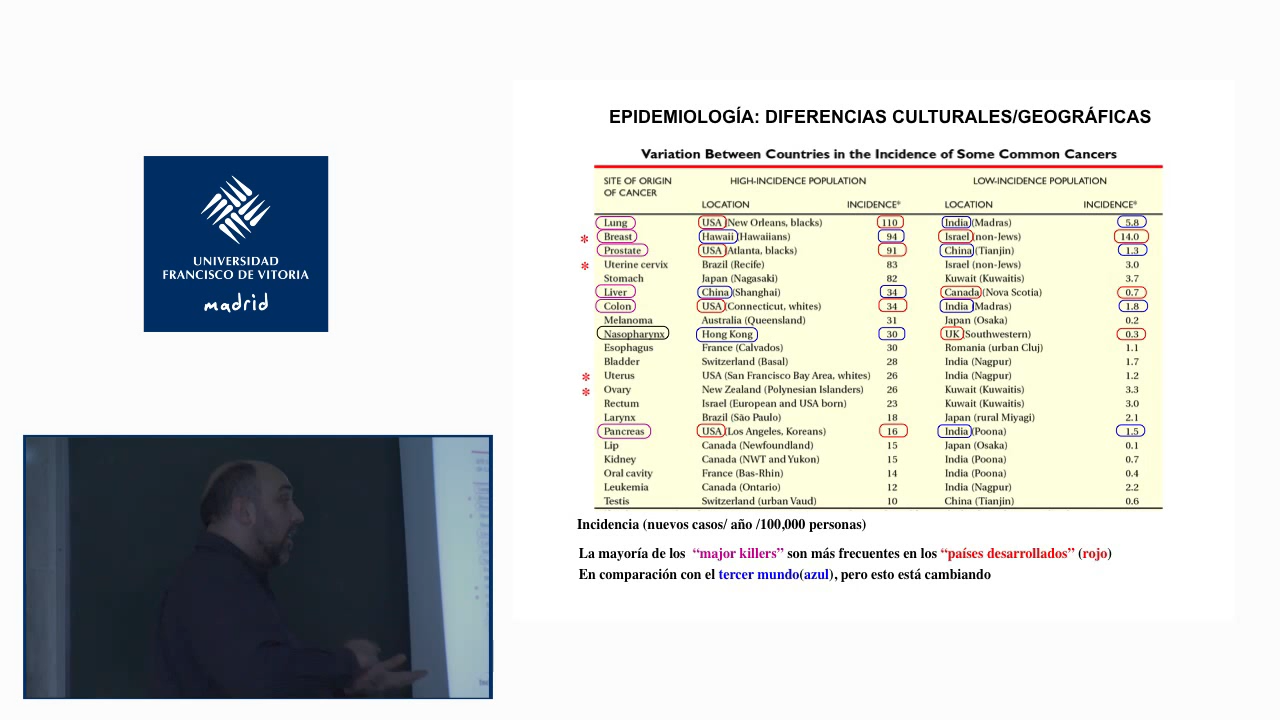 UNIVERSIDAD
FRANCISCO DE VITORIA
madrid
EPIDEMIOLOGÍA: DIFERENCIAS CULTURALES/GEOGRÁFICAS
Variation Between Countries in the Incidence of Some Common Cancers
SITE OF ORIGIN OF CANCER HIGH-INCIDENCE POPULATION LOW-INCIDENCE POPULATION
LOCATION INCIDENCE* LOCATION INCIDENCE*
Lung USA (New Orleans, blacks) 110 India (Madras) 5.8
* Breast Hawaii (Hawaiians) 94 Israel (non-Jews) 14.0
Prostate USA (Atlanta, blacks) 91 China (Tianjin) 1.3
* Uterine cervix Brazil (Recife) 83 Israel (non-Jews) 3.0
Stomach Japan (Nagasaki) 82 Kuwait (Kuwaitis) 3.7
Liver China (Shanghai) 34 Canada (Nova Scotia) 0.7
Colon USA (Connecticut, whites) 34 India (Madras) 1.8
Melanoma Australia (Queensland) 31 Japan (Osaka) 0.2
Nasopharynx Hong Kong 30 UK (Southwestern) 0.3
Esophagus France (Calvados) 30 Romania (urban Cluj) 1.1
Bladder Switzerland (Basal) 28 India (Nagpur) 1.7
* Uterus USA (San Francisco Bay Area, whites) 26 India (Nagpur) 1.2
* Ovary New Zealand (Polynesian Islanders) 26 Kuwait (Kuwaitis) 3.3
Rectum Israel (European and USA born) 23 Kuwait (Kuwaitis) 3.0
Larynx Brazil (São Paulo) 18 Japan (rural Miyagi) 2.1
Pancreas USA (Los Angeles, Koreans) 16 India (Poona) 1.5
Lip Canada (Newfoundland) 15 Japan (Osaka) 0.1
Kidney Canada (NWT and Yukon) 15 India (Poona) 0.7
Oral cavity France (Bas-Rhin) 14 India (Poona) 0.4
Leukemia Canada (Ontario) 12 India (Nagpur) 2.2
Testis Switzerland (urban Vaud) 10 China (Tianjin) 0.6
Incidencia (nuevos casos/ año /100,000 personas)
La mayoría de los “major killers” son más frecuentes en los “países desarrollados” (rojo)
En comparación con el tercer mundo(azul), pero esto está cambiando